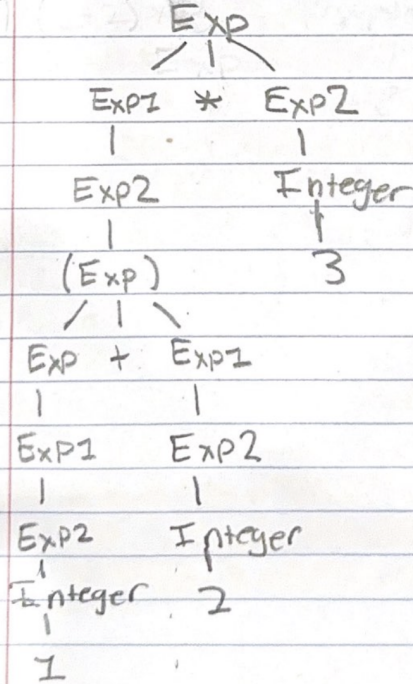 Exp
Exp1 * Exp2
Exp2 Integer
(Exp) 3
Exp + Exp1
Exp1 Exp2
Exp2 Integer
Integer 2
1